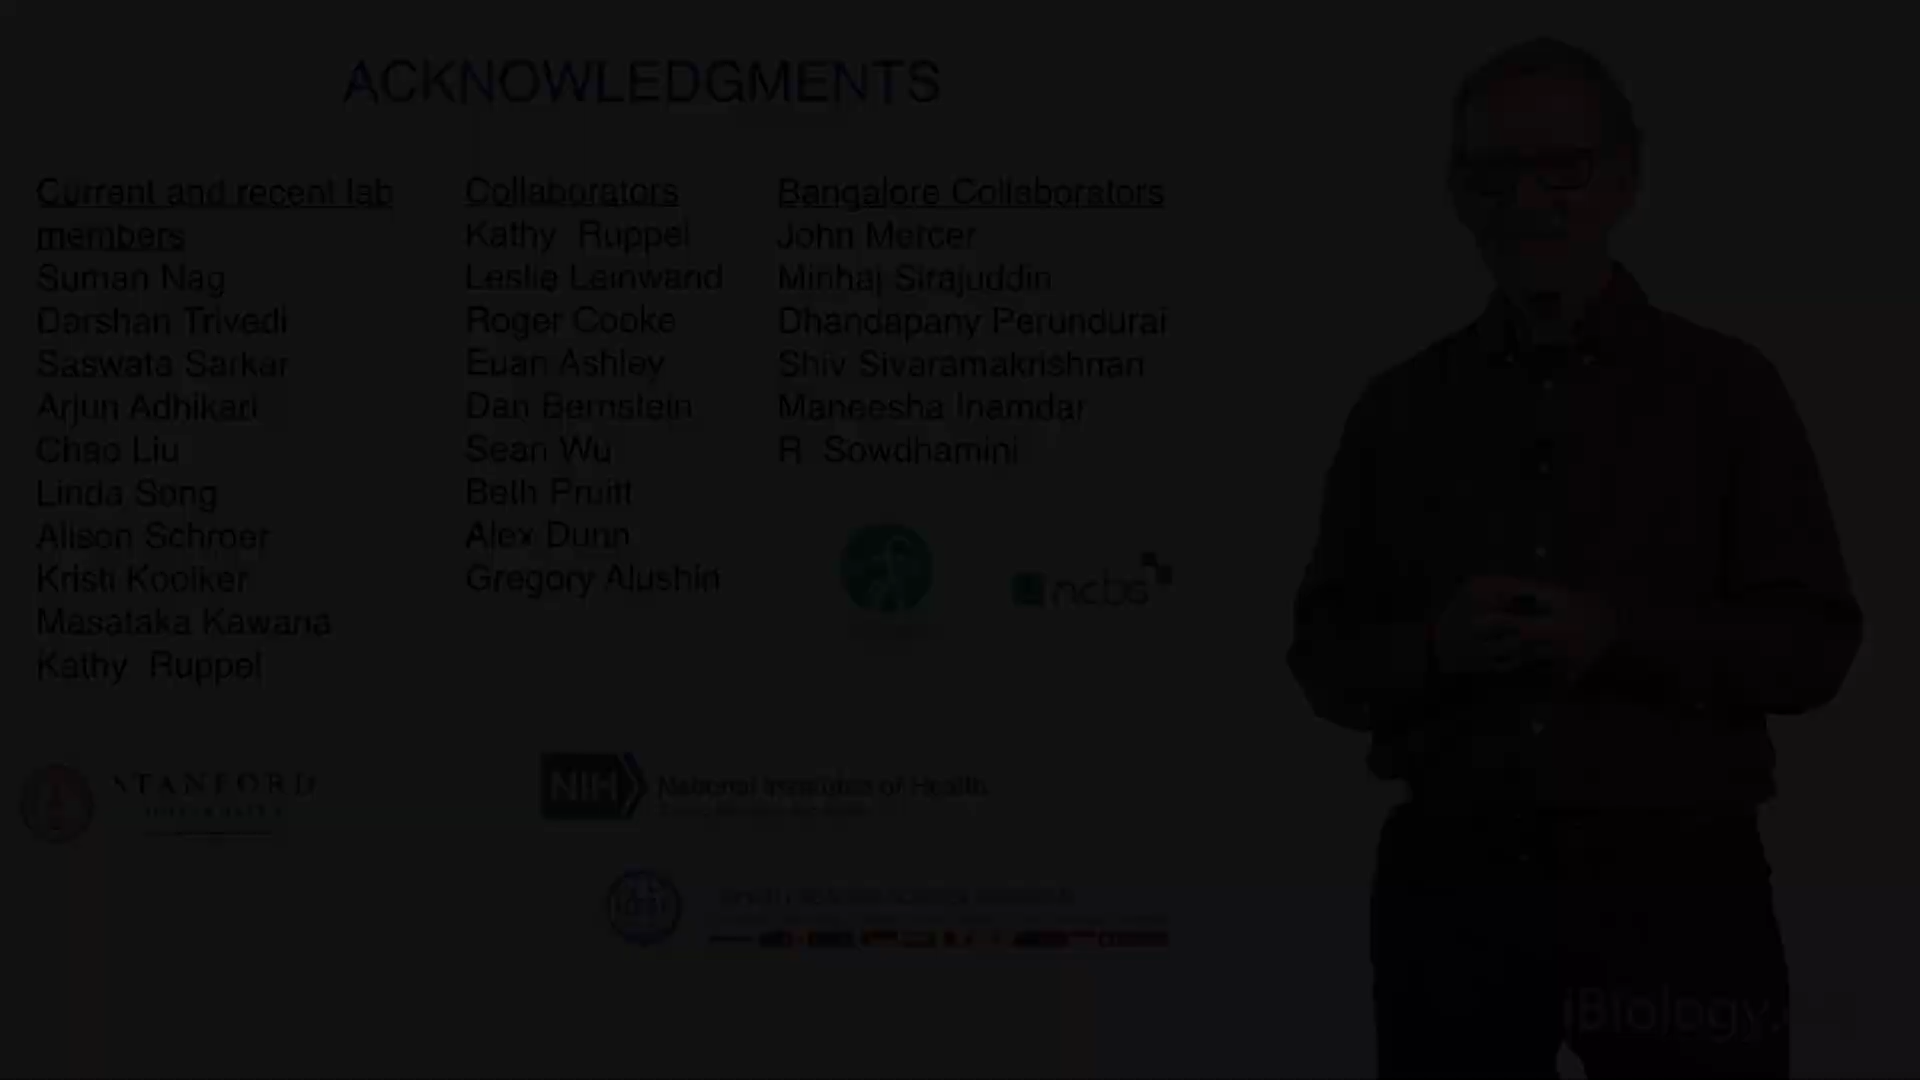 ACKNOWLEDGMENTS
Current and recent lab
members
Suman Nag
Darshan Trivedi
Saswata Sarkar
Arjun Adhikari
Chao Liu
Linda Song
Alison Schroer
Kristi Kooiker
Masataka Kawana
Kathy Ruppel
Collaborators
Kathy Ruppel
Leslie Leinwand
Roger Cooke
Euan Ashley
Dan Bernstein
Sean Wu
Beth Pruitt
Alex Dunn
Gregory Alushin
Bangalore Collaborators
John Mercer
Minhaj Sirajuddin
Dhandapany Perundurai
Shiv Sivaramakrishnan
Maneesha Inamdar
R Sowdhamini
ncbs
STANFORD
NIH National Institutes of Health
iBiology.